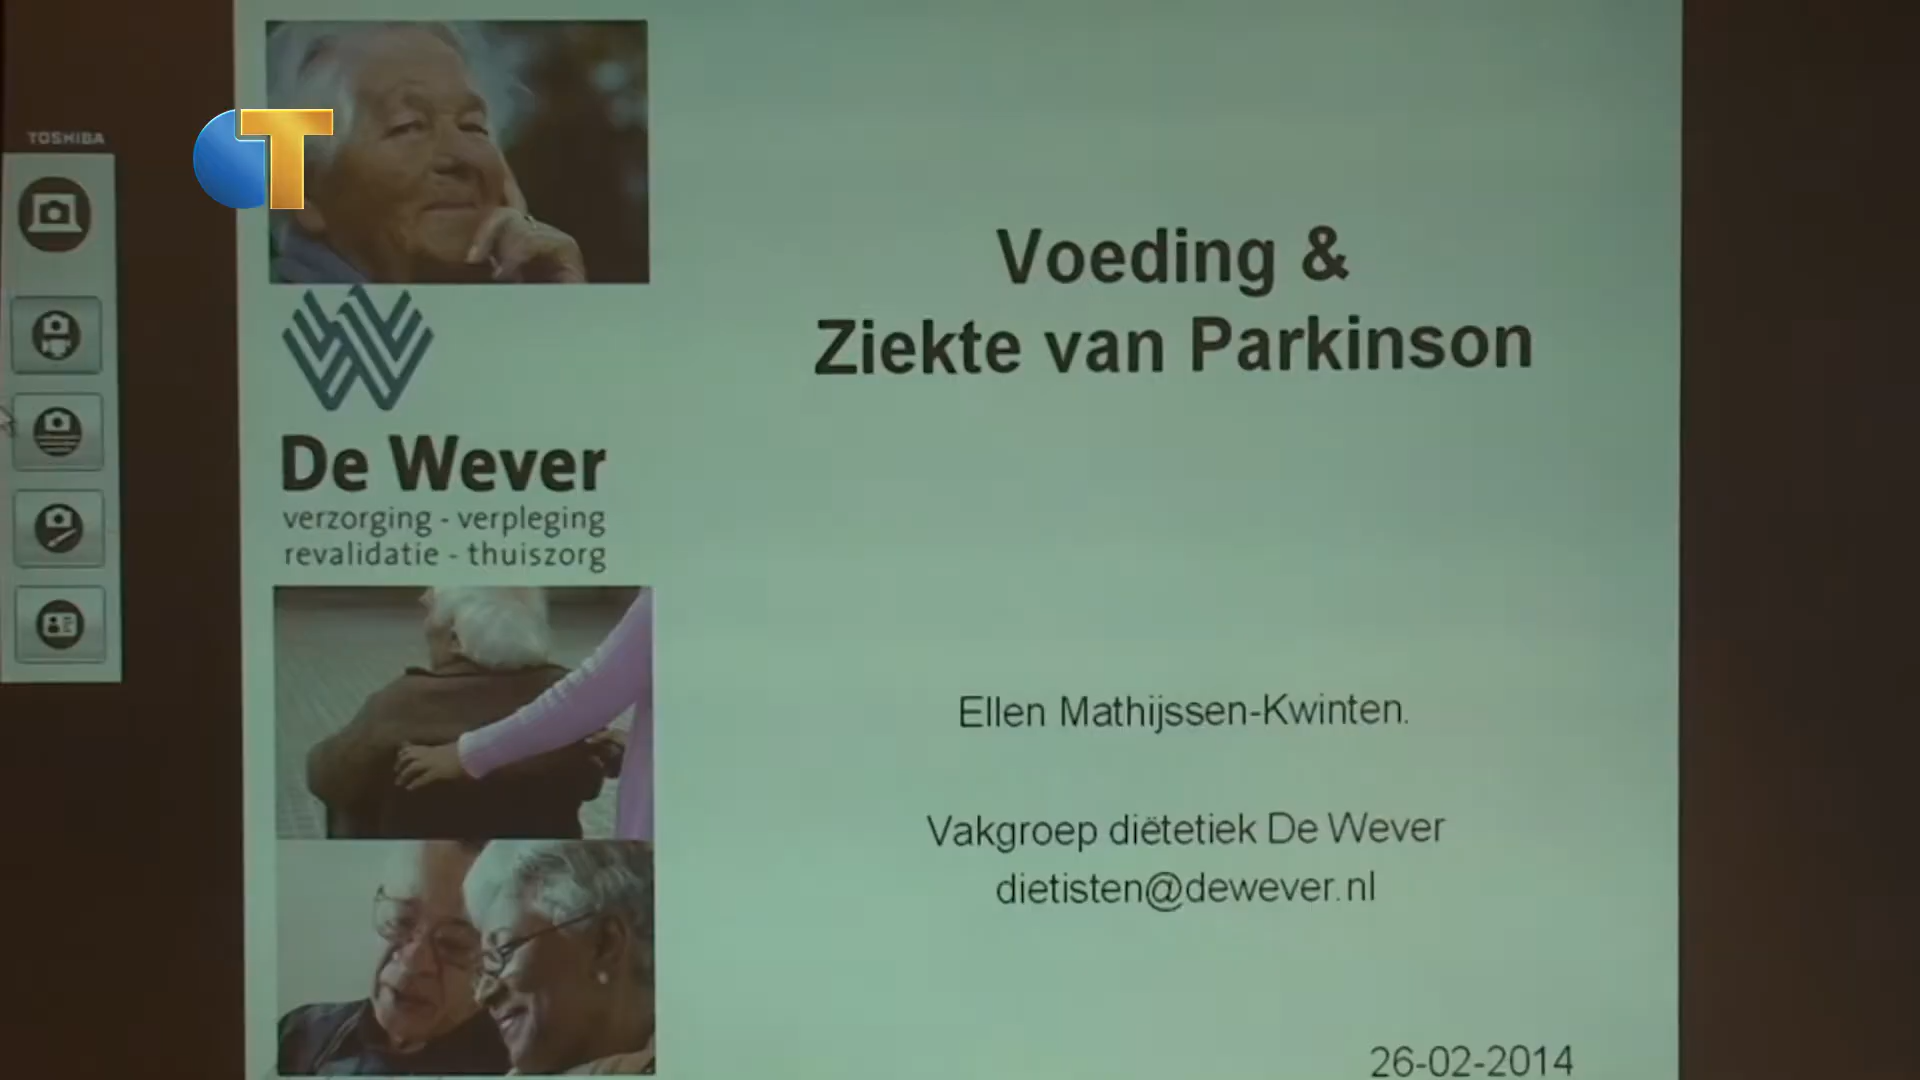 TOSHIBA
T
Voeding &
Ziekte van Parkinson
De Wever
verzorging - verpleging
revalidatie - thuiszorg
Ellen Mathijssen-Kwinten.
Vakgroep diëtetiek De Wever
dietisten@dewever.nl
26-02-2014